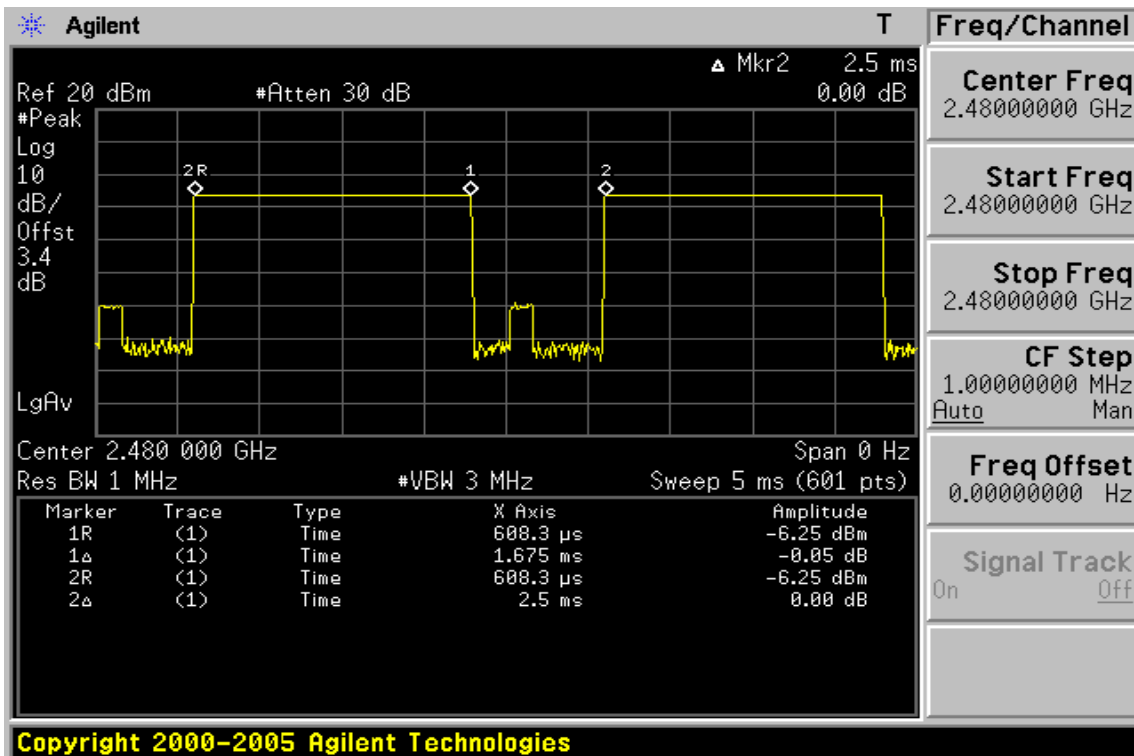 Agilent T
Δ Mkr2 2.5 ms
Ref 20 dBm #Atten 30 dB 0.00 dB
#Peak
Log
10
dB/
Offst
3.4
dB
LgAv
2R 1 2
Center 2.480 000 GHz Span 0 Hz
Res BW 1 MHz #VBW 3 MHz Sweep 5 ms (601 pts)
Marker Trace Type X Axis Amplitude
1R (1) Time 608.3 µs -6.25 dBm
1Δ (1) Time 1.675 ms -0.05 dB
2R (1) Time 608.3 µs -6.25 dBm
2Δ (1) Time 2.5 ms 0.00 dB
Freq/Channel
Center Freq
2.48000000 GHz
Start Freq
2.48000000 GHz
Stop Freq
2.48000000 GHz
CF Step
1.00000000 MHz
Auto Man
Freq Offset
0.00000000 Hz
Signal Track
On Off
Copyright 2000-2005 Agilent Technologies